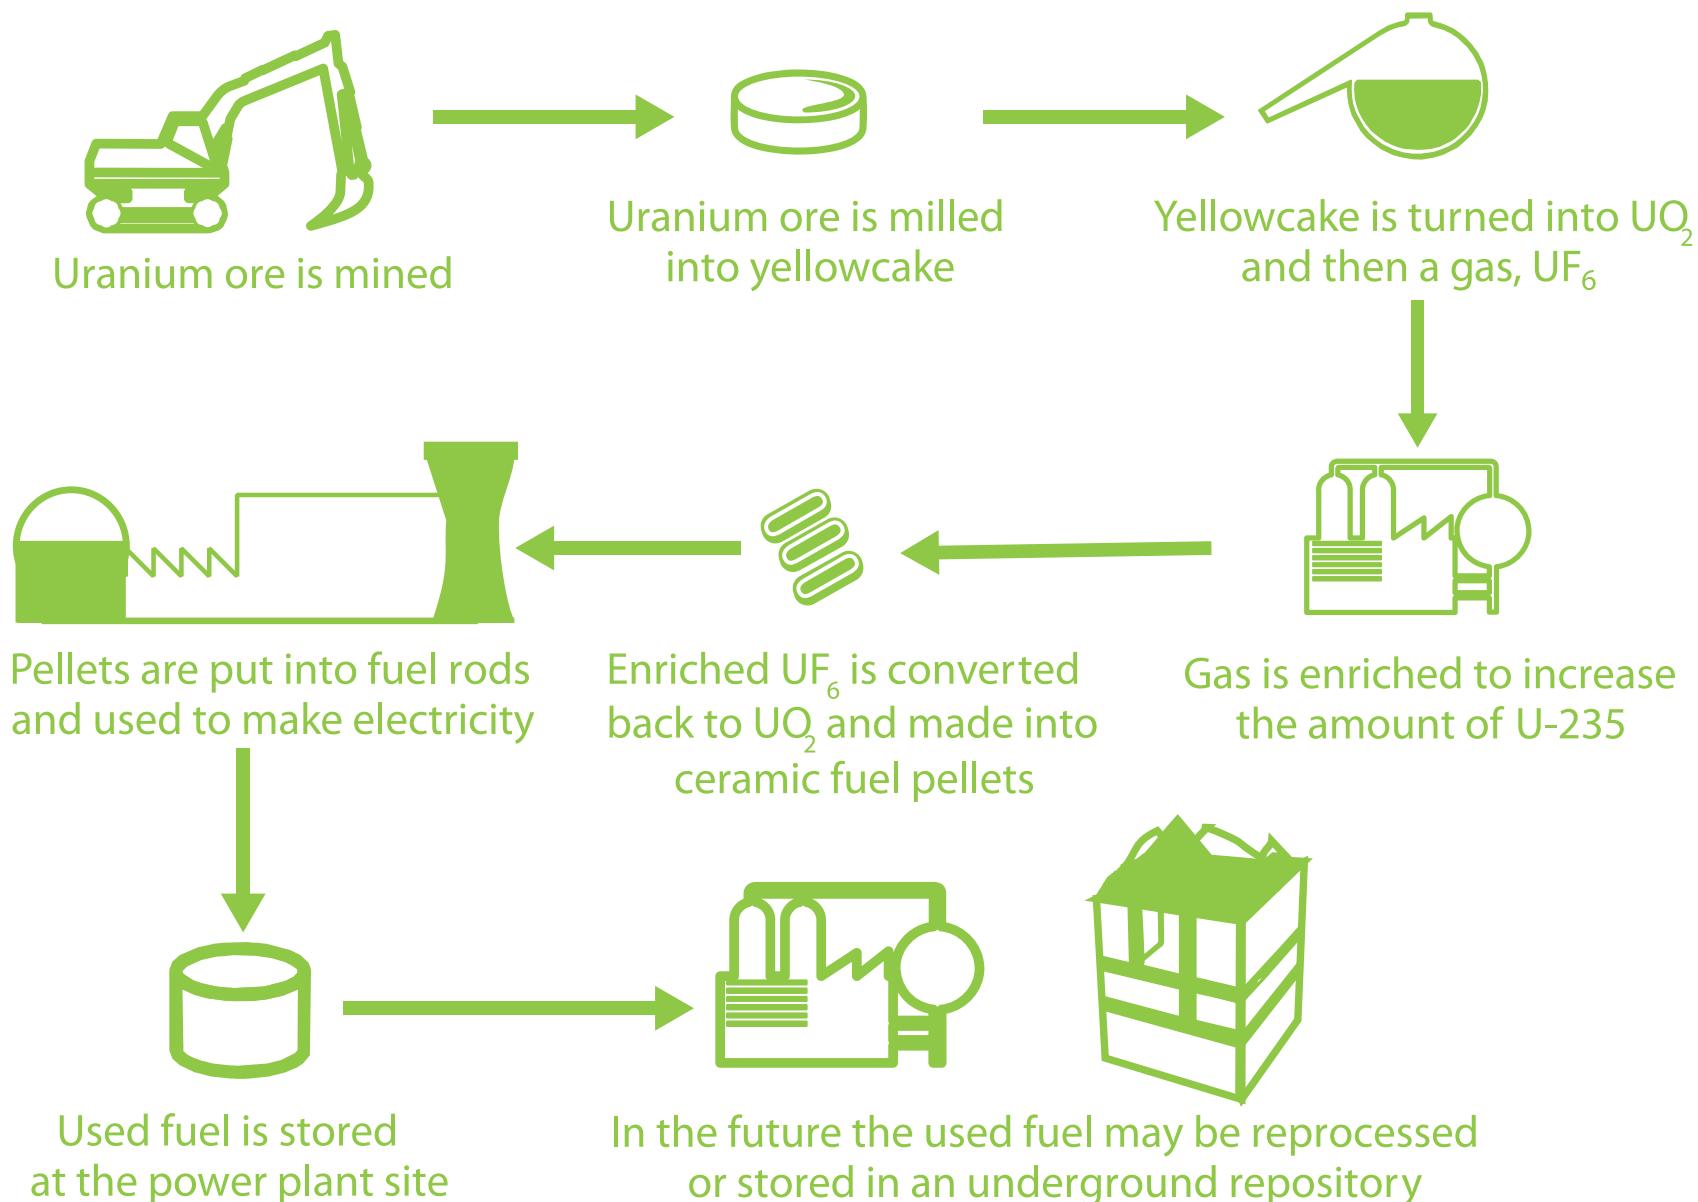 Uranium ore is mined
Uranium ore is milled
into yellowcake
Yellowcake is turned into UO₂
and then a gas, UF₆
Gas is enriched to increase
the amount of U-235
Enriched UF₆ is converted
back to UO₂ and made into
ceramic fuel pellets
Pellets are put into fuel rods
and used to make electricity
Used fuel is stored
at the power plant site
In the future the used fuel may be reprocessed
or stored in an underground repository